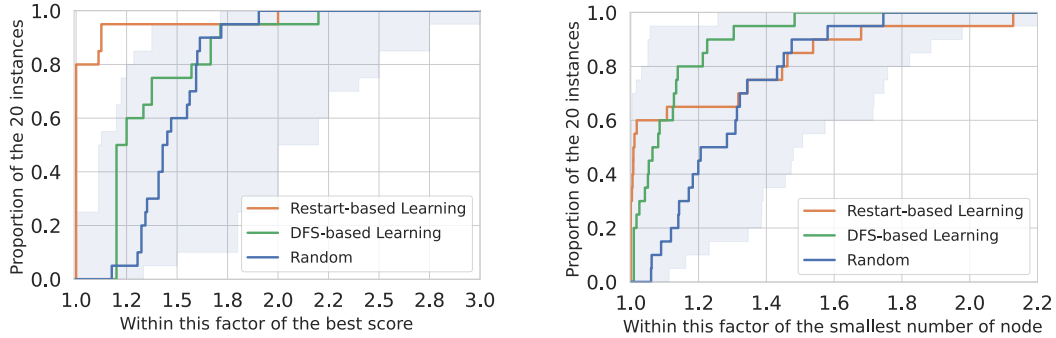 Proportion of the 20 instances
1.0
0.8
0.6
0.4
0.2
0.0
Restart-based Learning
DFS-based Learning
Random
1.0 1.2 1.5 1.8 2.0 2.2 2.5 2.8 3.0
Within this factor of the best score
Proportion of the 20 instances
1.0
0.8
0.6
0.4
0.2
0.0
Restart-based Learning
DFS-based Learning
Random
1.0 1.2 1.4 1.6 1.8 2.0 2.2
Within this factor of the smallest number of node